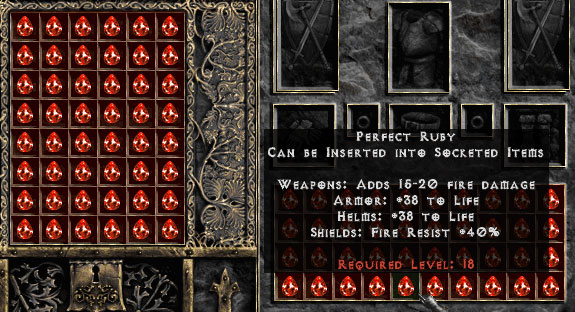 Perfect Ruby
Can be Inserted into Socketed Items
Weapons: Adds 15-20 fire damage
Armor: +38 to Life
Helms: +38 to Life
Shields: Fire Resist +40%
Required Level: 18